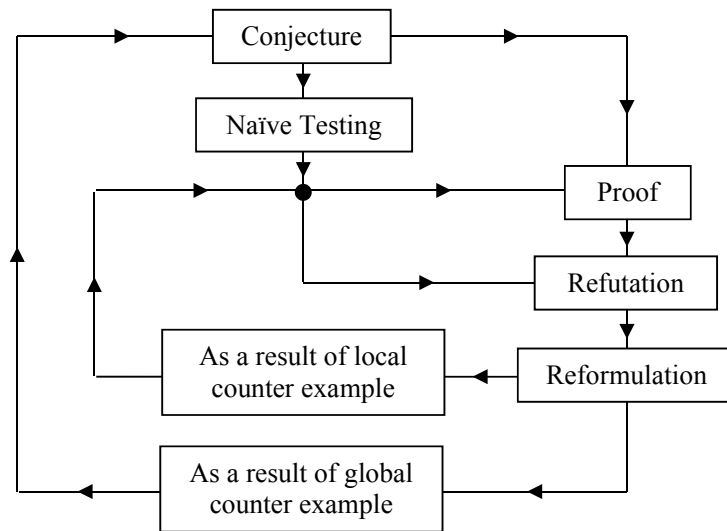 Conjecture
Naïve Testing
Proof
Refutation
As a result of local
counter example
Reformulation
As a result of global
counter example